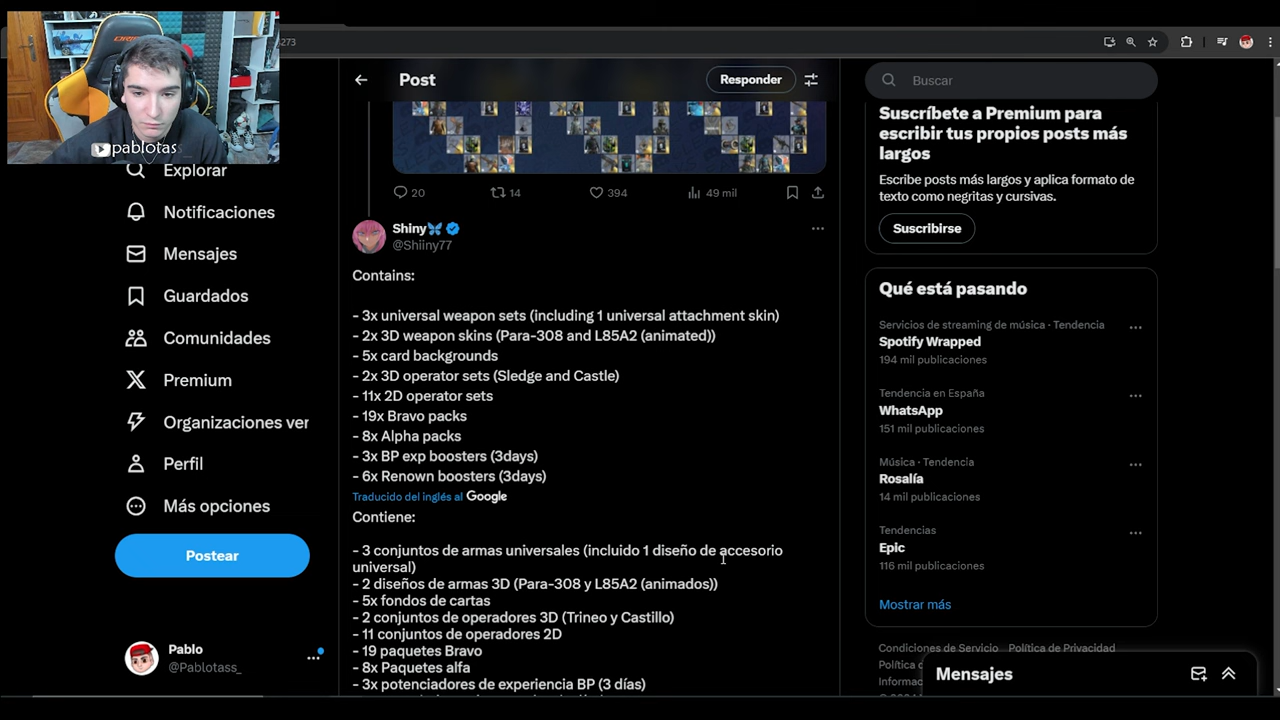 273
pablotas
Explorar
Notificaciones
Mensajes
Guardados
Comunidades
Premium
Organizaciones ver
Perfil
Más opciones
Postear
Pablo
@Pablotass_
Post
Responder
20
14
394
49 mil
Shiny
@Shiiny77
Contains:
- 3x universal weapon sets (including 1 universal attachment skin)
- 2x 3D weapon skins (Para-308 and L85A2 (animated))
- 5x card backgrounds
- 2x 3D operator sets (Sledge and Castle)
- 11x 2D operator sets
- 19x Bravo packs
- 8x Alpha packs
- 3x BP exp boosters (3days)
- 6x Renown boosters (3days)
Traducido del inglés al Google
Contiene:
- 3 conjuntos de armas universales (incluido 1 diseño de accesorio
universal)
- 2 diseños de armas 3D (Para-308 y L85A2 (animados))
- 5x fondos de cartas
- 2 conjuntos de operadores 3D (Trineo y Castillo)
- 11 conjuntos de operadores 2D
- 19 paquetes Bravo
- 8x Paquetes alfa
- 3x potenciadores de experiencia BP (3 días)
Buscar
Suscríbete a Premium para
escribir tus propios posts más
largos
Escribe posts más largos y aplica formato de
texto como negritas y cursivas.
Suscribirse
Qué está pasando
Servicios de streaming de música · Tendencia
Spotify Wrapped
194 mil publicaciones
Tendencia en España
WhatsApp
151 mil publicaciones
Música · Tendencia
Rosalía
14 mil publicaciones
Tendencias
Epic
116 mil publicaciones
Mostrar más
Condiciones de Servicio Política de Privacidad
Política c
Informac
Mensajes